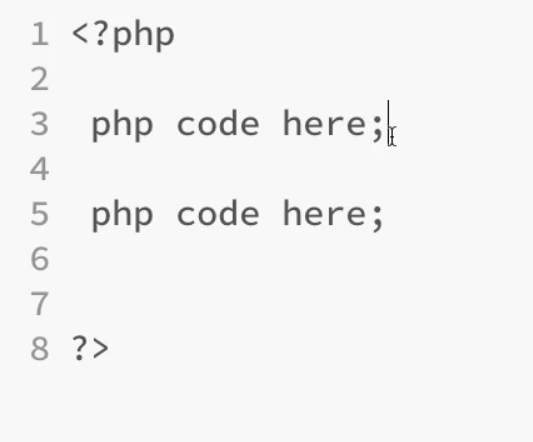 1 <?php
2
3 php code here;
4
5 php code here;
6
7
8 ?>